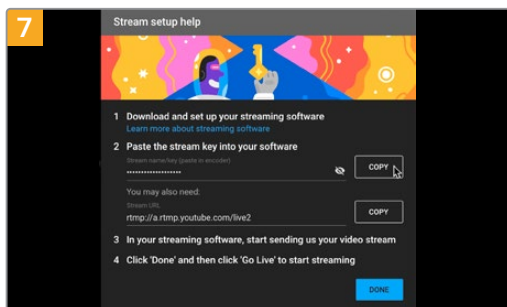 7
Stream setup help
1 Download and set up your streaming software
Learn more about streaming software
2 Paste the stream key into your software
Stream name/key (paste in encoder)
•••••••••••••••••••
COPY
You may also need:
Stream URL
rtmp://a.rtmp.youtube.com/live2
COPY
3 In your streaming software, start sending us your video stream
4 Click 'Done' and then click 'Go Live' to start streaming
DONE